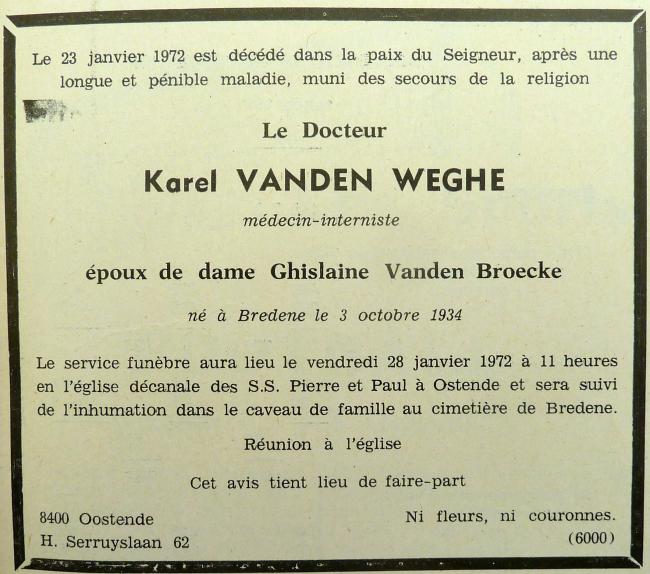 Le 23 janvier 1972 est décédé dans la paix du Seigneur, après une
longue et pénible maladie, muni des secours de la religion
Le Docteur
Karel VANDEN WEGHE
médecin-interniste
époux de dame Ghislaine Vanden Broecke
né à Bredene le 3 octobre 1934
Le service funèbre aura lieu le vendredi 28 janvier 1972 à 11 heures
en l'église décanale des S.S. Pierre et Paul à Ostende et sera suivi
de l'inhumation dans le caveau de famille au cimetière de Bredene.
Réunion à l'église
Cet avis tient lieu de faire-part
8400 Oostende
Ni fleurs, ni couronnes.
H. Serruyslaan 62
(6000)